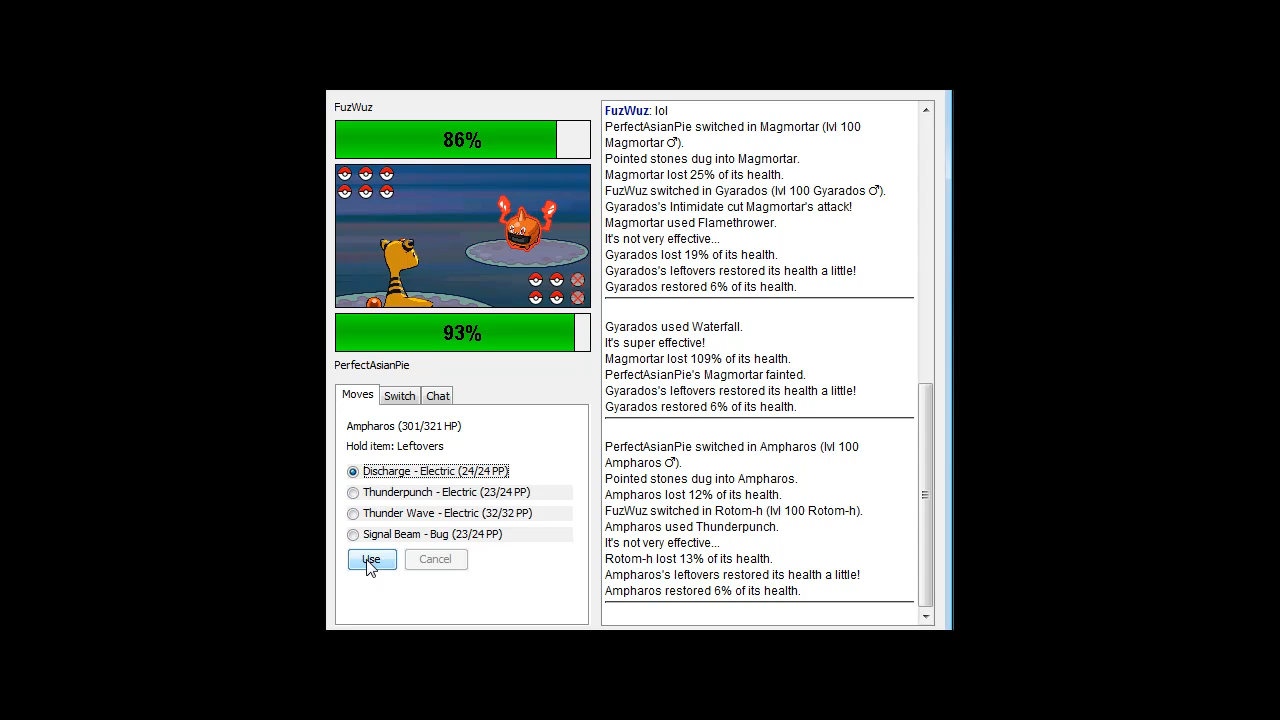 FuzWuz
86%
93%
PerfectAsianPie
Moves
Switch
Chat
Ampharos (301/321 HP)
Hold item: Leftovers
Discharge - Electric (24/24 PP)
Thunderpunch - Electric (23/24 PP)
Thunder Wave - Electric (32/32 PP)
Signal Beam - Bug (23/24 PP)
Use
Cancel
FuzWuz: lol
PerfectAsianPie switched in Magmortar (lvl 100
Magmortar ♂).
Pointed stones dug into Magmortar.
Magmortar lost 25% of its health.
FuzWuz switched in Gyarados (lvl 100 Gyarados ♂).
Gyarados's Intimidate cut Magmortar's attack!
Magmortar used Flamethrower.
It's not very effective...
Gyarados lost 19% of its health.
Gyarados's leftovers restored its health a little!
Gyarados restored 6% of its health.
Gyarados used Waterfall.
It's super effective!
Magmortar lost 109% of its health.
PerfectAsianPie's Magmortar fainted.
Gyarados's leftovers restored its health a little!
Gyarados restored 6% of its health.
PerfectAsianPie switched in Ampharos (lvl 100
Ampharos ♂).
Pointed stones dug into Ampharos.
Ampharos lost 12% of its health.
FuzWuz switched in Rotom-h (lvl 100 Rotom-h).
Ampharos used Thunderpunch.
It's not very effective...
Rotom-h lost 13% of its health.
Ampharos's leftovers restored its health a little!
Ampharos restored 6% of its health.